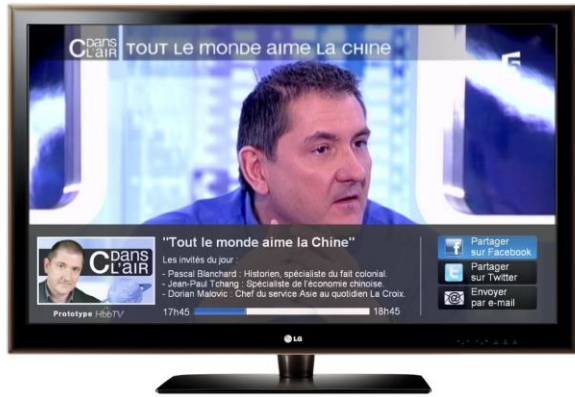 C DANS L'AIR
TOUT LE MONDE AIME LA CHINE
5
"Tout le monde aime la Chine"
Les invités du jour :
- Pascal Blanchard : Historien, spécialiste du fait colonial.
- Jean-Paul Tchang : Spécialiste de l'économie chinoise.
- Dorian Malovic : Chef du service Asie au quotidien La Croix.
C DANS L'AIR
Prototype HbbTV
17h45
18h45
Partager
sur Facebook
Partager
sur Twitter
Envoyer
par e-mail
LG